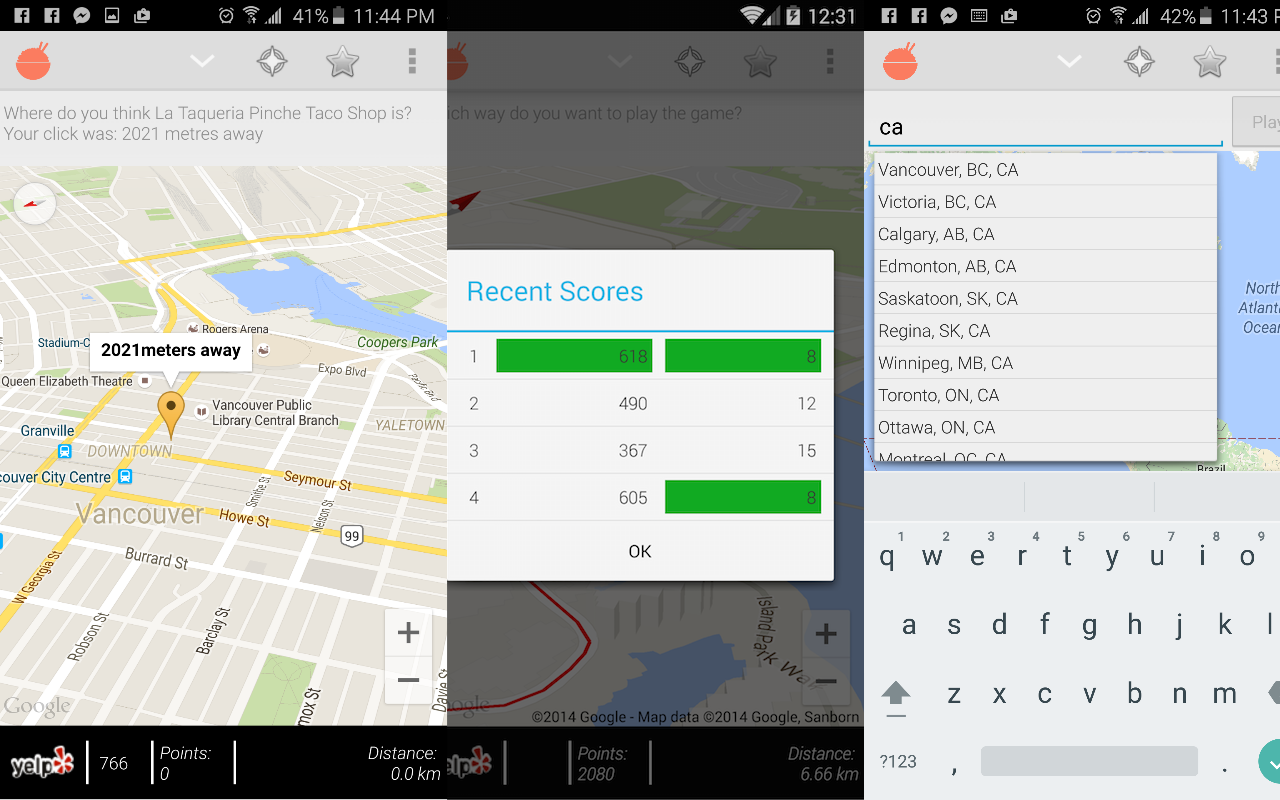 41% 11:44 PM
Where do you think La Taqueria Pinche Taco Shop is?
Your click was: 2021 metres away
Rogers Arena
Stadium-C
Coopers Park
2021meters away
Queen Elizabeth Theatre
Expo Blvd
Pacific
Vancouver Public
Library Central Branch
YALETOWN
Granville
DOWNTOWN
couver City Centre
Seymour St
Smithe St
Nelson St
Vancouver
Howe St
99
Burrard St
W Georgia St
Robson St
Barclay St
mox St
Davie St
+
−
Google
yelp
766
Points:
0
Distance:
0.0 km
12:31
ich way do you want to play the game?
Recent Scores
1 618 8
2 490 12
3 367 15
4 605 8
OK
Island Park Wa
+
−
ogle
©2014 Google - Map data ©2014 Google, Sanborn
elp
Points:
2080
Distance:
6.66 km
42% 11:43 P
ca
Play
Vancouver, BC, CA
Victoria, BC, CA
Calgary, AB, CA
Edmonton, AB, CA
Saskatoon, SK, CA
Regina, SK, CA
Winnipeg, MB, CA
Toronto, ON, CA
Ottawa, ON, CA
Montreal, QC, CA
North
Atlanti
Ocean
Brazil
1 2 3 4 5 6 7 8 9
q w e r t y u i o
a s d f g h j k l
z x c v b n m
?123 , .